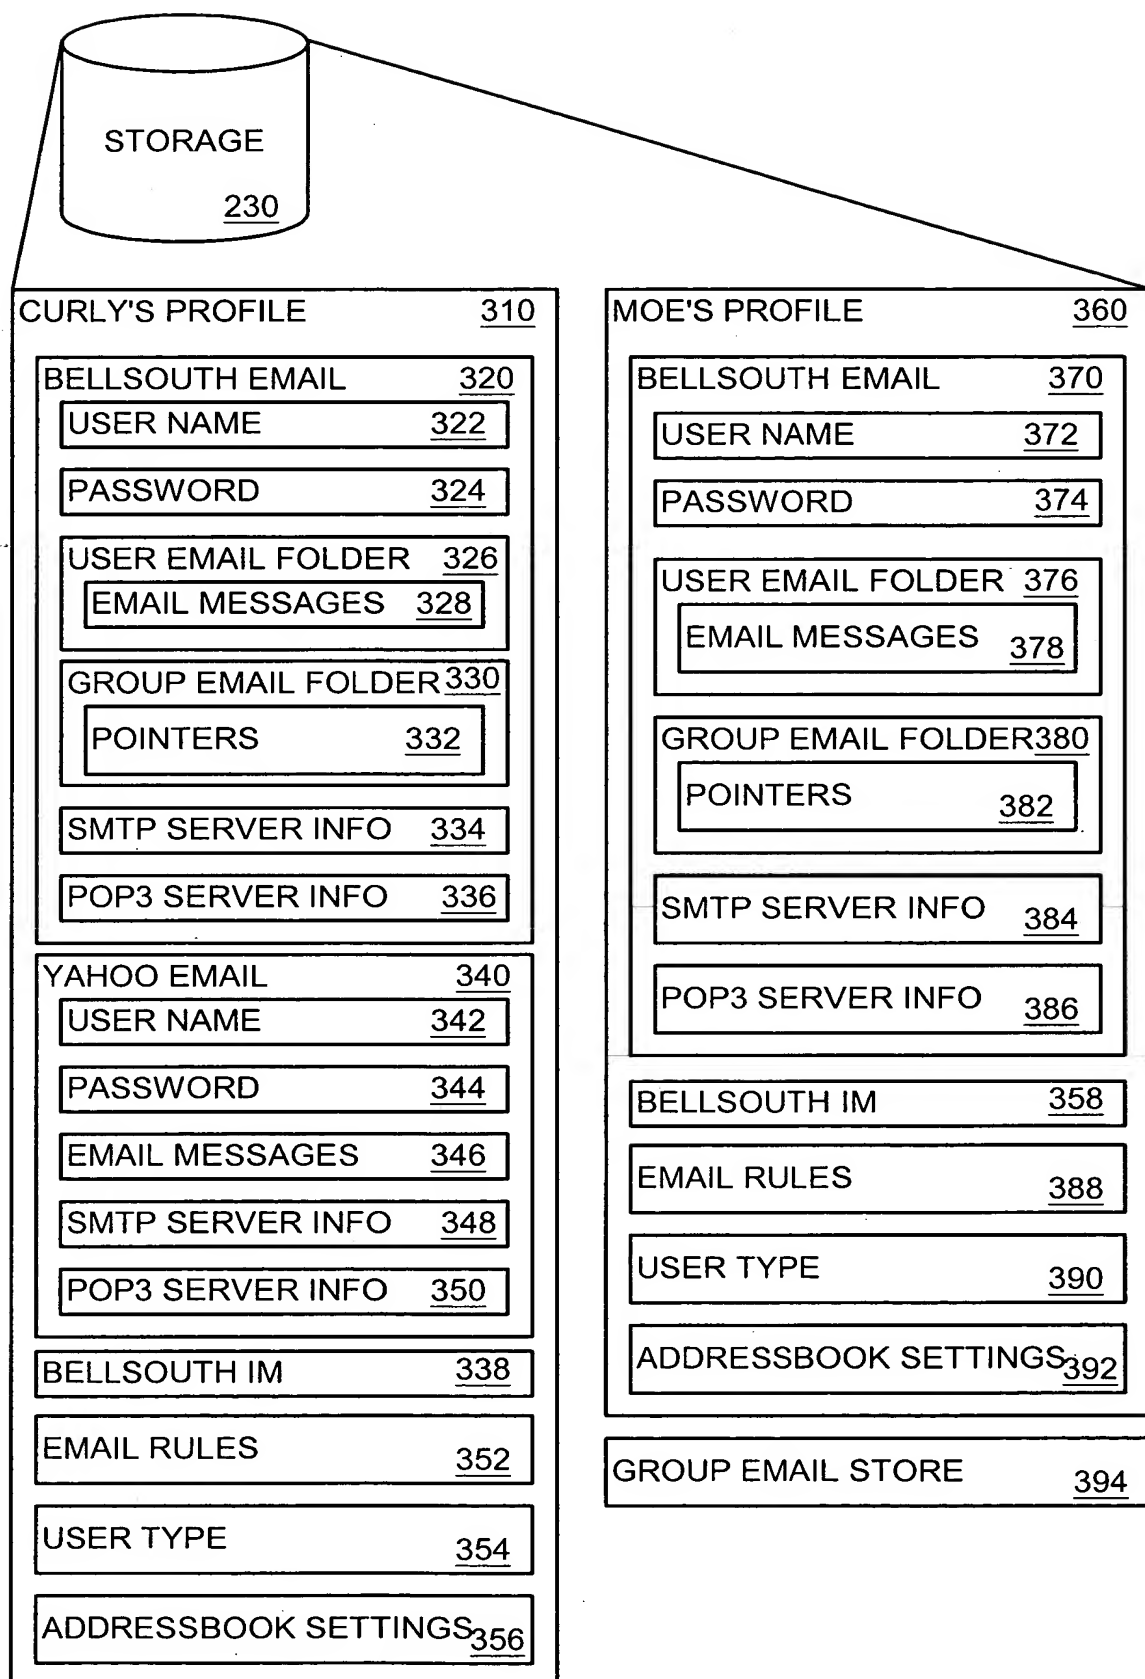 STORAGE
230
CURLY'S PROFILE 310
BELLSOUTH EMAIL 320
USER NAME 322
PASSWORD 324
USER EMAIL FOLDER 326
EMAIL MESSAGES 328
GROUP EMAIL FOLDER 330
POINTERS 332
SMTP SERVER INFO 334
POP3 SERVER INFO 336
YAHOO EMAIL 340
USER NAME 342
PASSWORD 344
EMAIL MESSAGES 346
SMTP SERVER INFO 348
POP3 SERVER INFO 350
BELLSOUTH IM 338
EMAIL RULES 352
USER TYPE 354
ADDRESSBOOK SETTINGS 356
MOE'S PROFILE 360
BELLSOUTH EMAIL 370
USER NAME 372
PASSWORD 374
USER EMAIL FOLDER 376
EMAIL MESSAGES 378
GROUP EMAIL FOLDER 380
POINTERS 382
SMTP SERVER INFO 384
POP3 SERVER INFO 386
BELLSOUTH IM 358
EMAIL RULES 388
USER TYPE 390
ADDRESSBOOK SETTINGS 392
GROUP EMAIL STORE 394